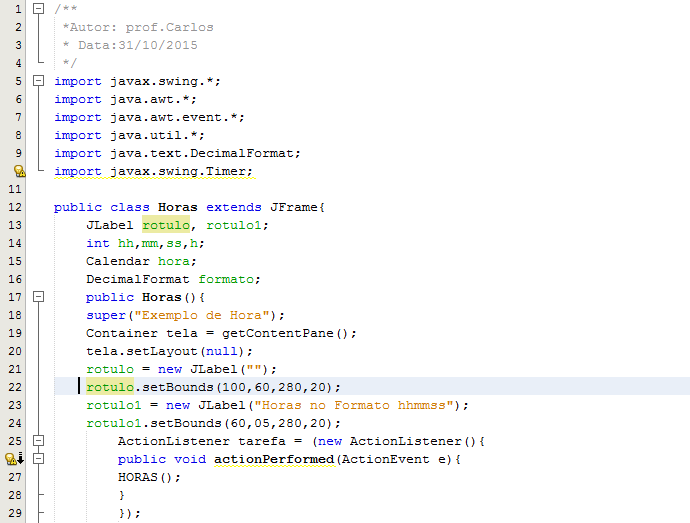 1 /**
2 *Autor: prof.Carlos
3 * Data:31/10/2015
4 */
5 import javax.swing.*;
6 import java.awt.*;
7 import java.awt.event.*;
8 import java.util.*;
9 import java.text.DecimalFormat;
import javax.swing.Timer;
11
12 public class Horas extends JFrame{
13 JLabel rotulo, rotulo1;
14 int hh,mm,ss,h;
15 Calendar hora;
16 DecimalFormat formato;
17 public Horas(){
18 super("Exemplo de Hora");
19 Container tela = getContentPane();
20 tela.setLayout(null);
21 rotulo = new JLabel("");
22 rotulo.setBounds(100,60,280,20);
23 rotulo1 = new JLabel("Horas no Formato hhmmss");
24 rotulo1.setBounds(60,05,280,20);
25 ActionListener tarefa = (new ActionListener(){
public void actionPerformed(ActionEvent e){
27 HORAS();
28 }
29 });